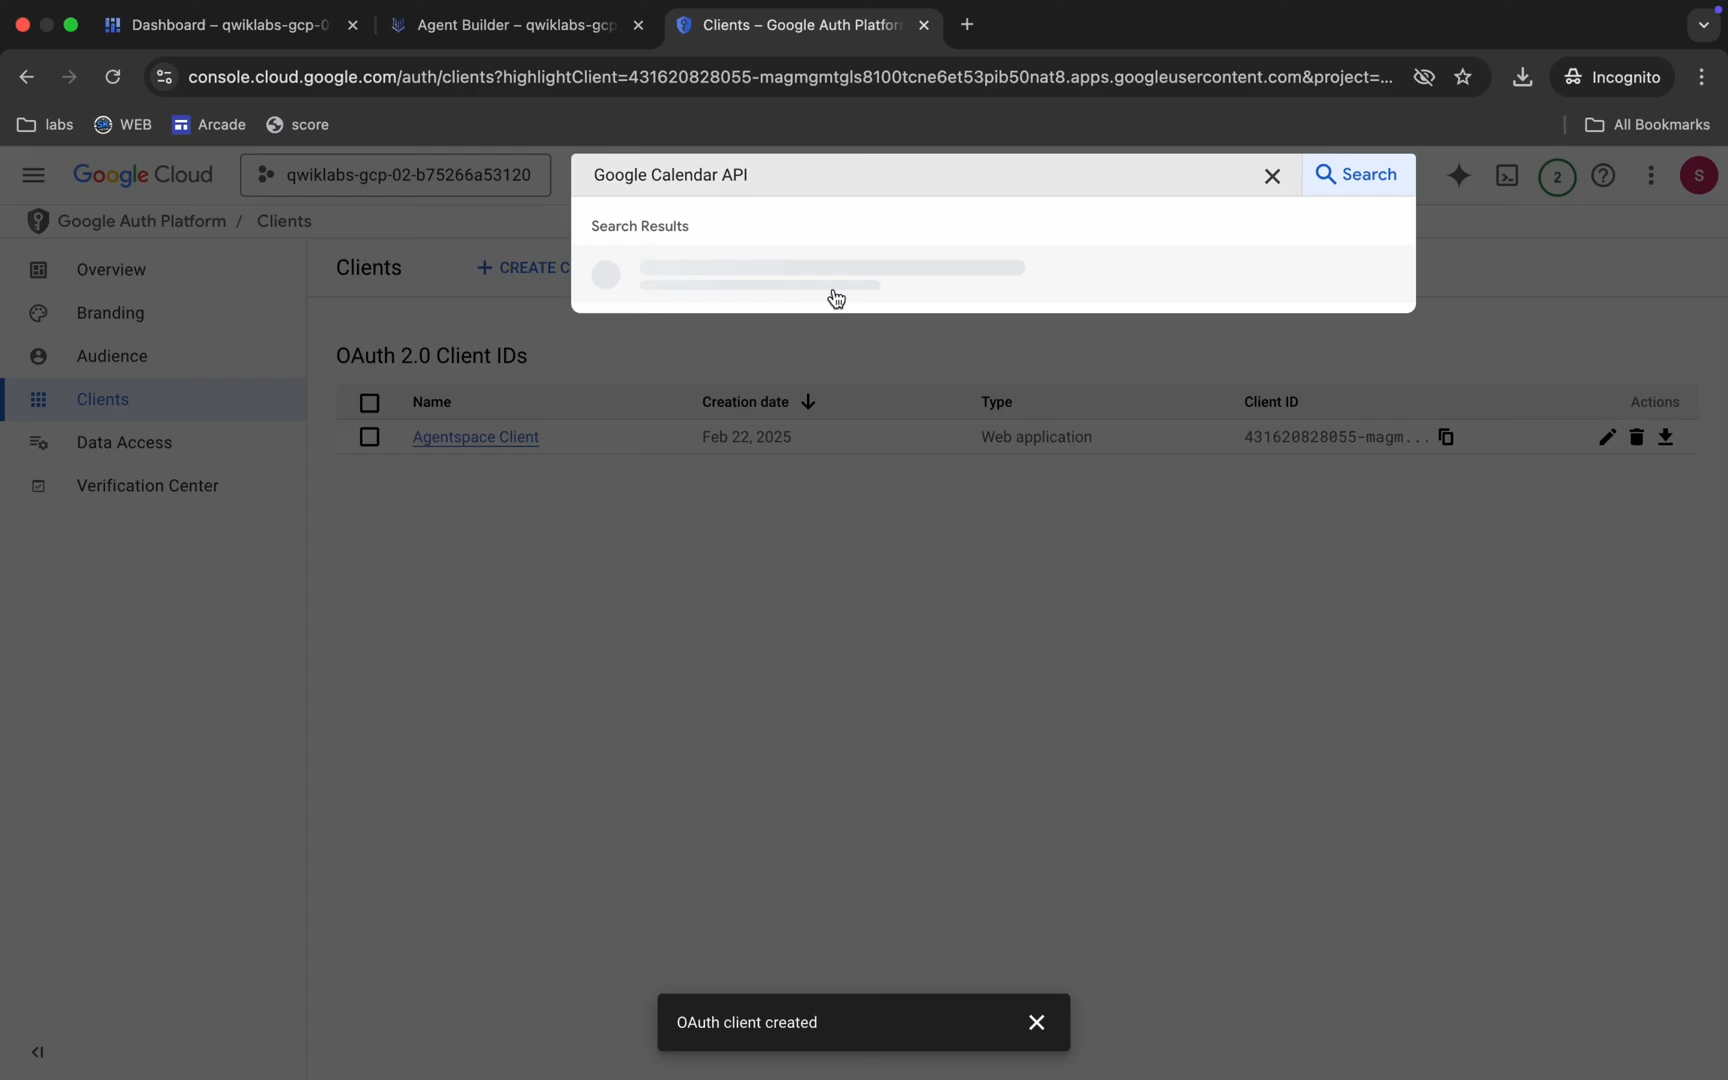 Dashboard – qwiklabs-gcp-0
Agent Builder – qwiklabs-gcp
Clients – Google Auth Platfor
console.cloud.google.com/auth/clients?highlightClient=431620828055-magmgmtgls8100tcne6et53pib50nat8.apps.googleusercontent.com&project=...
Incognito
labs
WEB
Arcade
score
All Bookmarks
Google Cloud
qwiklabs-gcp-02-b75266a53120
Google Calendar API
Search
2
S
Google Auth Platform / Clients
Search Results
Overview
Branding
Audience
Clients
Data Access
Verification Center
Clients
+ CREATE C
OAuth 2.0 Client IDs
Name Creation date Type Client ID Actions
Agentspace Client Feb 22, 2025 Web application 431620828055-magm...
OAuth client created